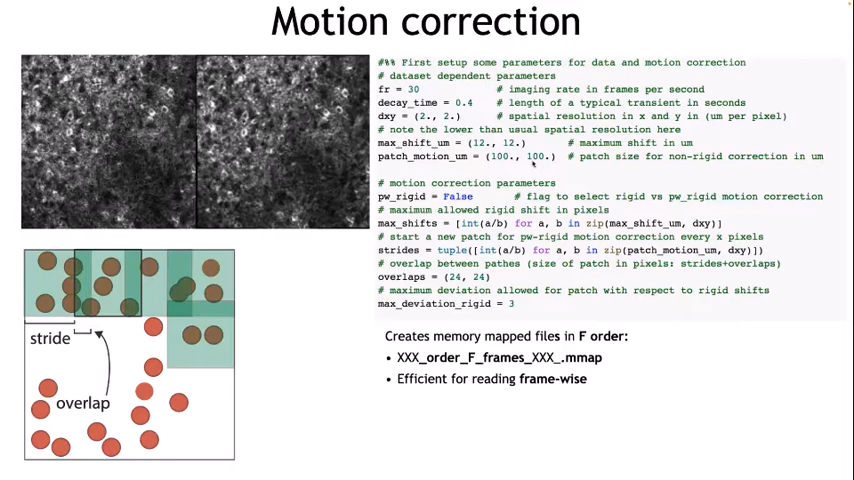 Motion correction
#%% First setup some parameters for data and motion correction
# dataset dependent parameters
fr = 30 # imaging rate in frames per second
decay_time = 0.4 # length of a typical transient in seconds
dxy = (2., 2.) # spatial resolution in x and y in (um per pixel)
# note the lower than usual spatial resolution here
max_shift_um = (12., 12.) # maximum shift in um
patch_motion_um = (100., 100.) # patch size for non-rigid correction in um
# motion correction parameters
pw_rigid = False # flag to select rigid vs pw_rigid motion correction
# maximum allowed rigid shift in pixels
max_shifts = [int(a/b) for a, b in zip(max_shift_um, dxy)]
# start a new patch for pw-rigid motion correction every x pixels
strides = tuple([int(a/b) for a, b in zip(patch_motion_um, dxy)])
# overlap between pathes (size of patch in pixels: strides+overlaps)
overlaps = (24, 24)
# maximum deviation allowed for patch with respect to rigid shifts
max_deviation_rigid = 3
stride
overlap
Creates memory mapped files in F order:
• XXX_order_F_frames_XXX_.mmap
• Efficient for reading frame-wise